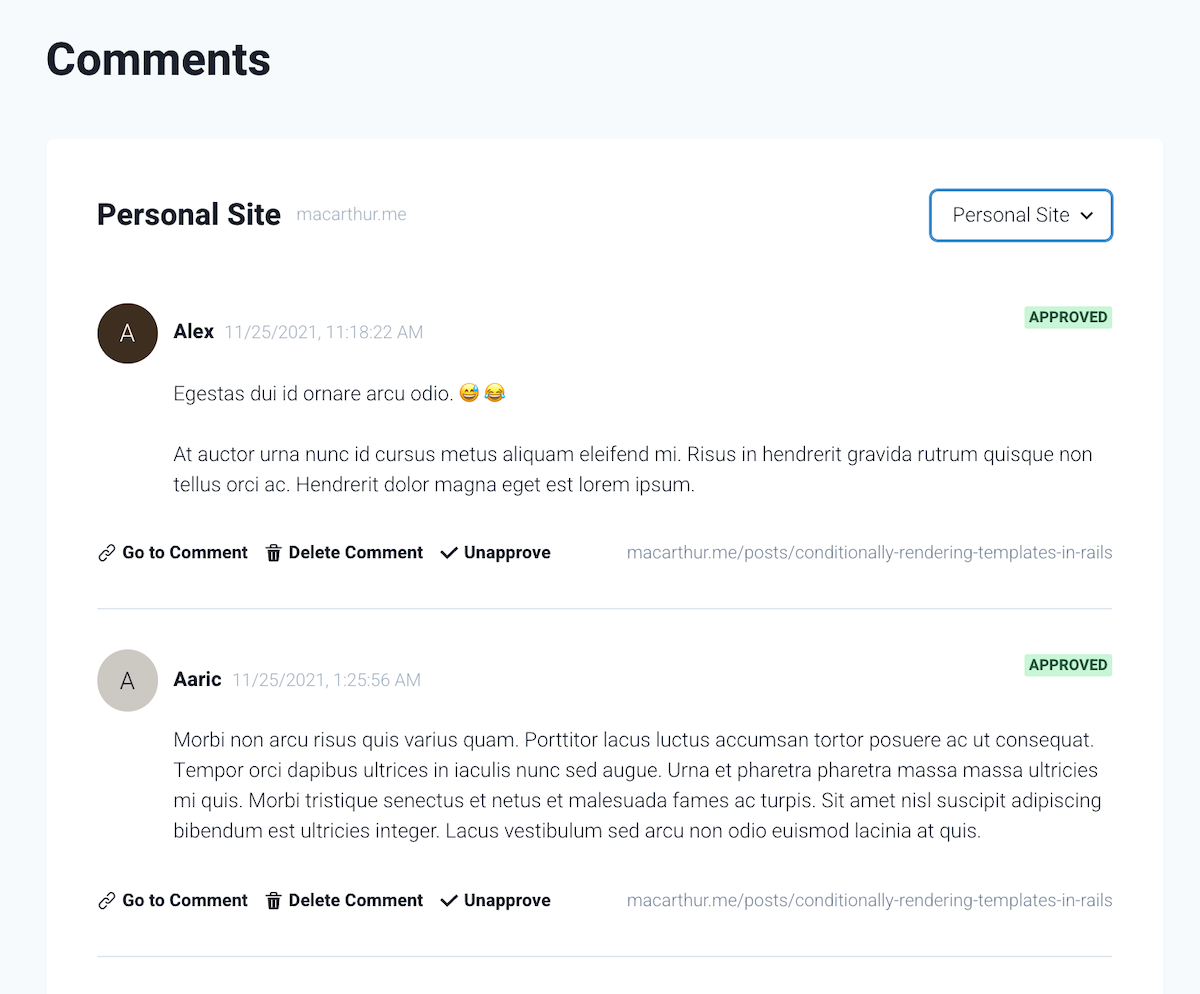 Comments
Personal Site macarthur.me
Personal Site
A
Alex 11/25/2021, 11:18:22 AM
APPROVED
Egestas dui id ornare arcu odio. 😅 😂
At auctor urna nunc id cursus metus aliquam eleifend mi. Risus in hendrerit gravida rutrum quisque non
tellus orci ac. Hendrerit dolor magna eget est lorem ipsum.
Go to Comment Delete Comment Unapprove macarthur.me/posts/conditionally-rendering-templates-in-rails
A
Aaric 11/25/2021, 1:25:56 AM
APPROVED
Morbi non arcu risus quis varius quam. Porttitor lacus luctus accumsan tortor posuere ac ut consequat.
Tempor orci dapibus ultrices in iaculis nunc sed augue. Urna et pharetra pharetra massa massa ultricies
mi quis. Morbi tristique senectus et netus et malesuada fames ac turpis. Sit amet nisl suscipit adipiscing
bibendum est ultricies integer. Lacus vestibulum sed arcu non odio euismod lacinia at quis.
Go to Comment Delete Comment Unapprove macarthur.me/posts/conditionally-rendering-templates-in-rails